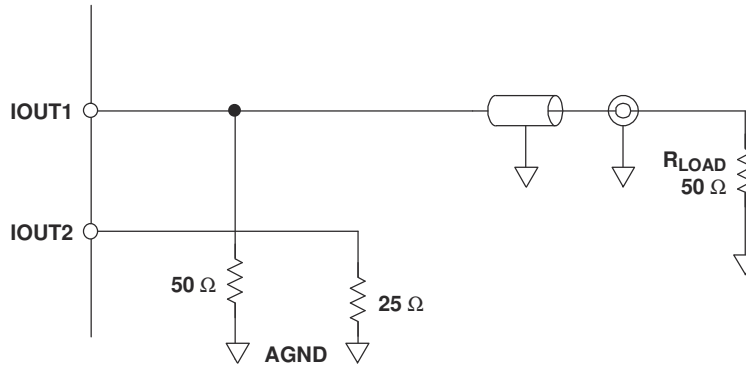 IOUT1
R_LOAD
50 Ω
IOUT2
50 Ω
25 Ω
AGND